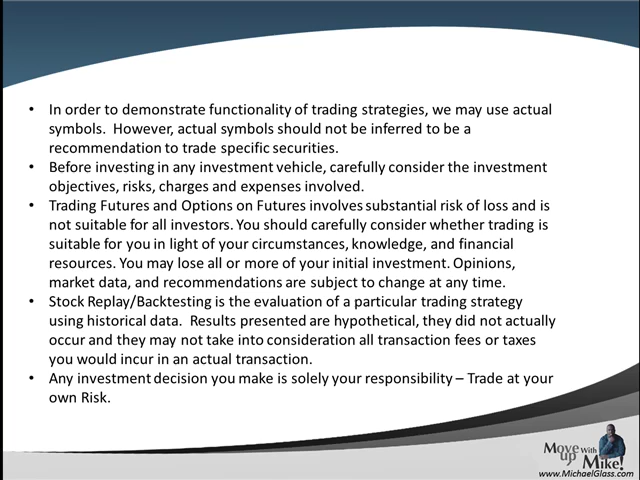 • In order to demonstrate functionality of trading strategies, we may use actual
symbols.  However, actual symbols should not be inferred to be a
recommendation to trade specific securities.
• Before investing in any investment vehicle, carefully consider the investment
objectives, risks, charges and expenses involved.
• Trading Futures and Options on Futures involves substantial risk of loss and is
not suitable for all investors. You should carefully consider whether trading is
suitable for you in light of your circumstances, knowledge, and financial
resources. You may lose all or more of your initial investment. Opinions,
market data, and recommendations are subject to change at any time.
• Stock Replay/Backtesting is the evaluation of a particular trading strategy
using historical data.  Results presented are hypothetical, they did not actually
occur and they may not take into consideration all transaction fees or taxes
you would incur in an actual transaction.
• Any investment decision you make is solely your responsibility – Trade at your
own Risk.
Move up With Mike!
www.MichaelGlass.com